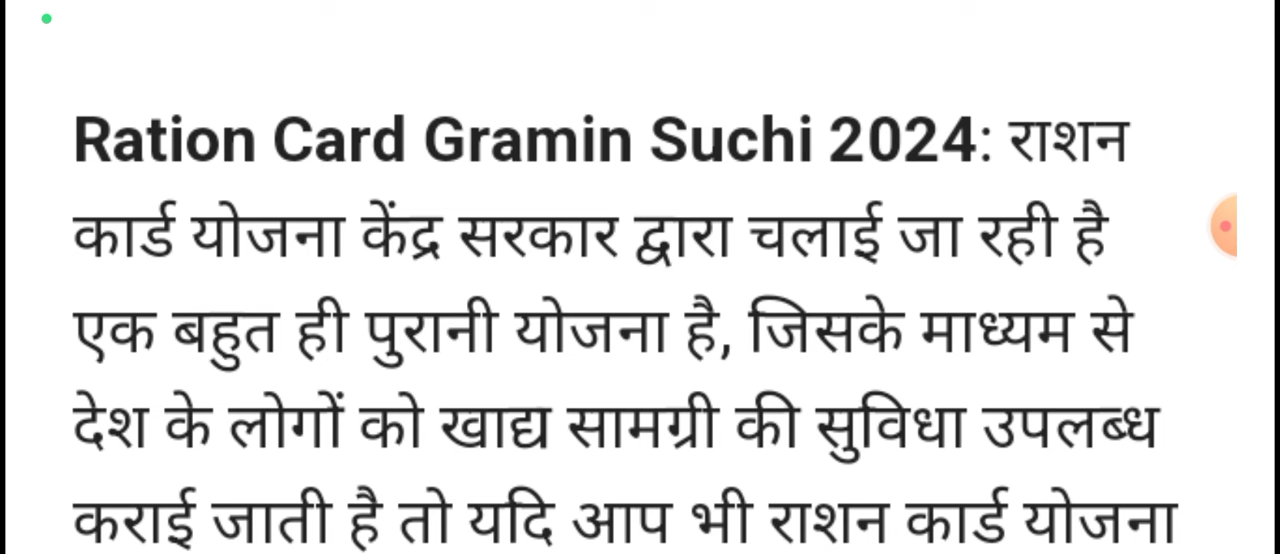 Ration Card Gramin Suchi 2024: राशन
कार्ड योजना केंद्र सरकार द्वारा चलाई जा रही है
एक बहुत ही पुरानी योजना है, जिसके माध्यम से
देश के लोगों को खाद्य सामग्री की सुविधा उपलब्ध
कराई जाती है तो यदि आप भी राशन कार्ड योजना